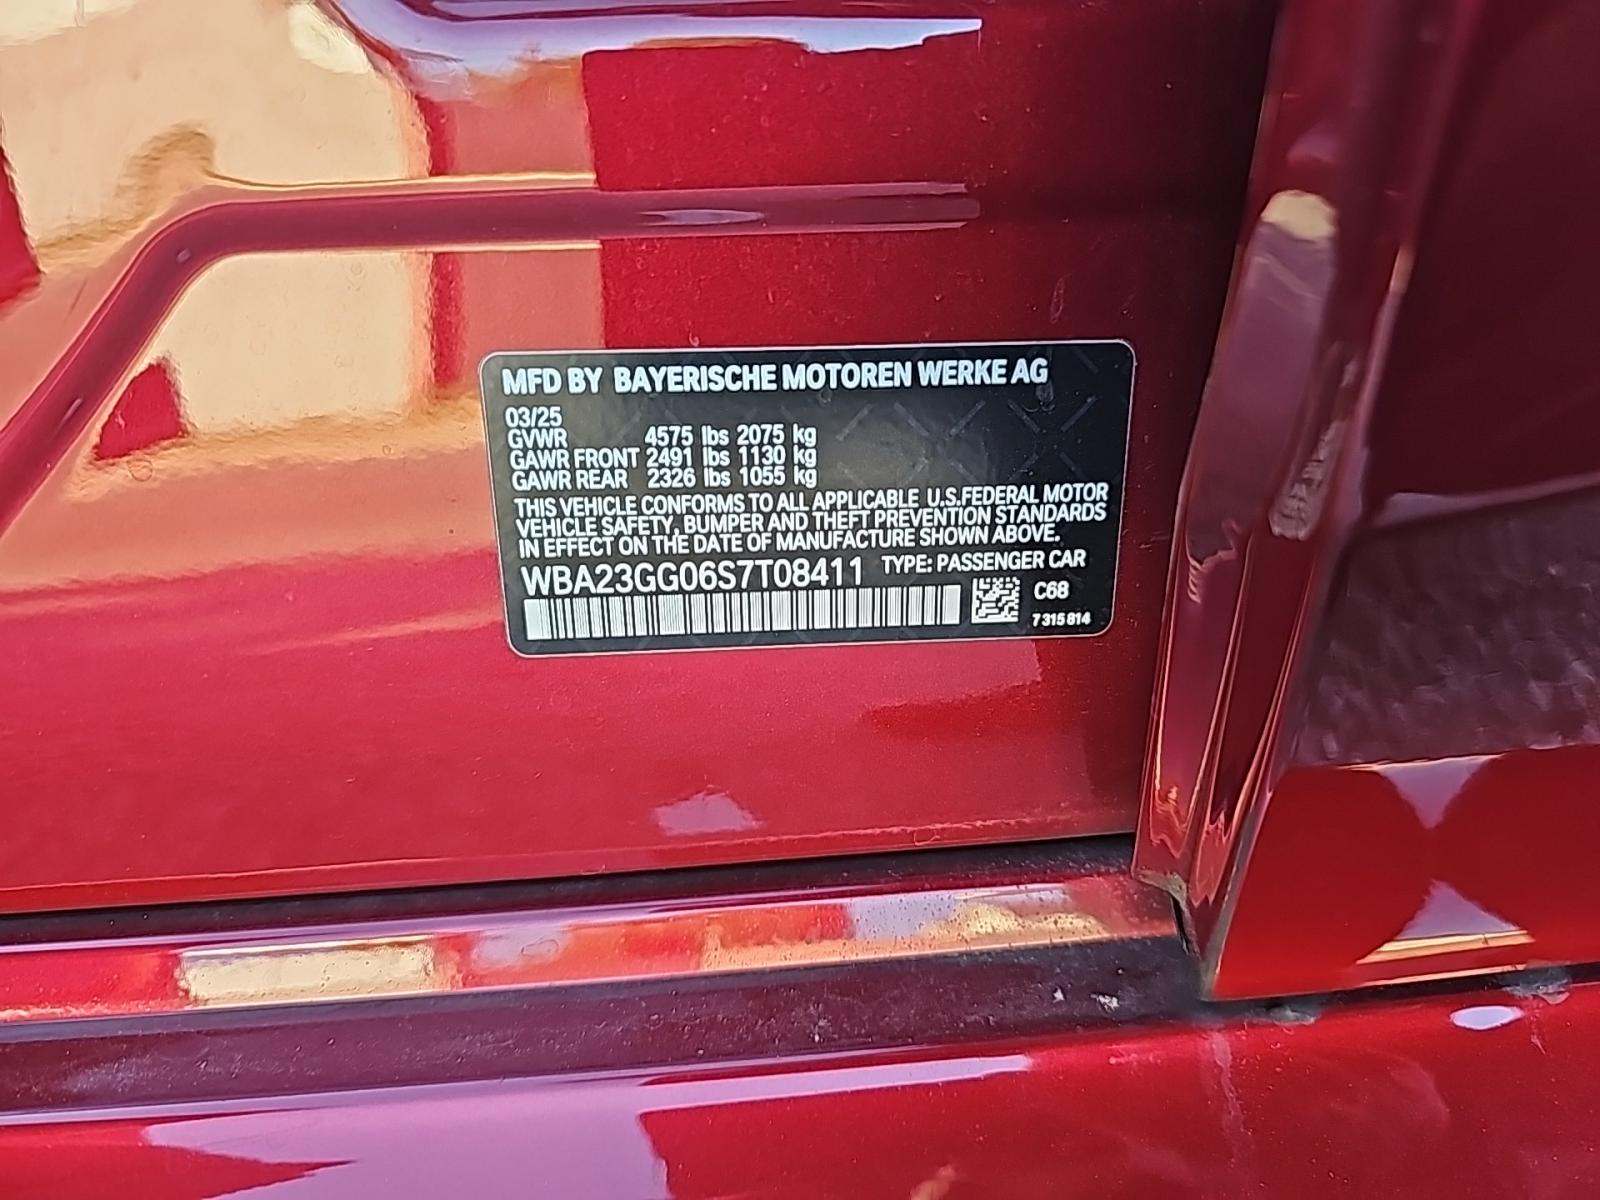 MFD BY BAYERISCHE MOTOREN WERKE AG
03/25
GVWR 4575 lbs 2075 kg
GAWR FRONT 2491 lbs 1130 kg
GAWR REAR 2326 lbs 1055 kg
THIS VEHICLE CONFORMS TO ALL APPLICABLE U.S.FEDERAL MOTOR
VEHICLE SAFETY, BUMPER AND THEFT PREVENTION STANDARDS
IN EFFECT ON THE DATE OF MANUFACTURE SHOWN ABOVE.
WBA23GG06S7T08411 TYPE: PASSENGER CAR
C68
7 315 814